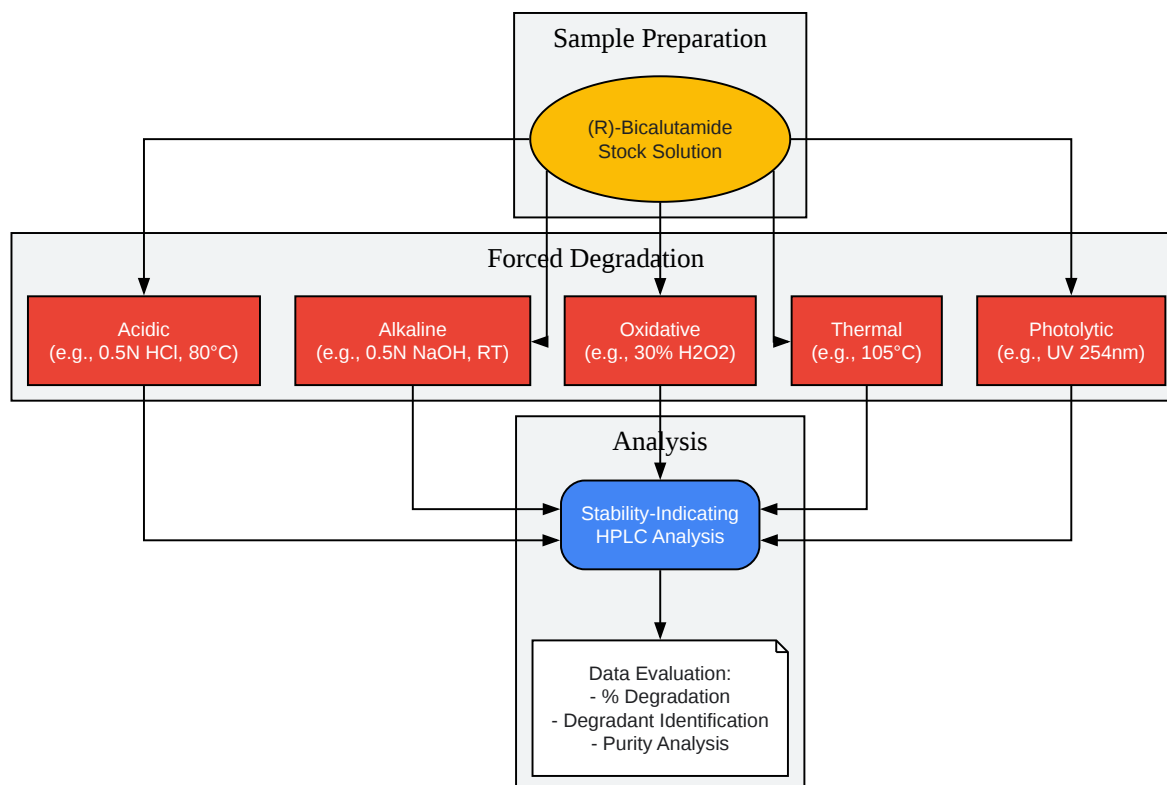 Sample Preparation
(R)-Bicalutamide
Stock Solution
Forced Degradation
Acidic
(e.g., 0.5N HCl, 80°C)
Alkaline
(e.g., 0.5N NaOH, RT)
Oxidative
(e.g., 30% H2O2)
Thermal
(e.g., 105°C)
Photolytic
(e.g., UV 254nm)
Analysis
Stability-Indicating
HPLC Analysis
Data Evaluation:
- % Degradation
- Degradant Identification
- Purity Analysis